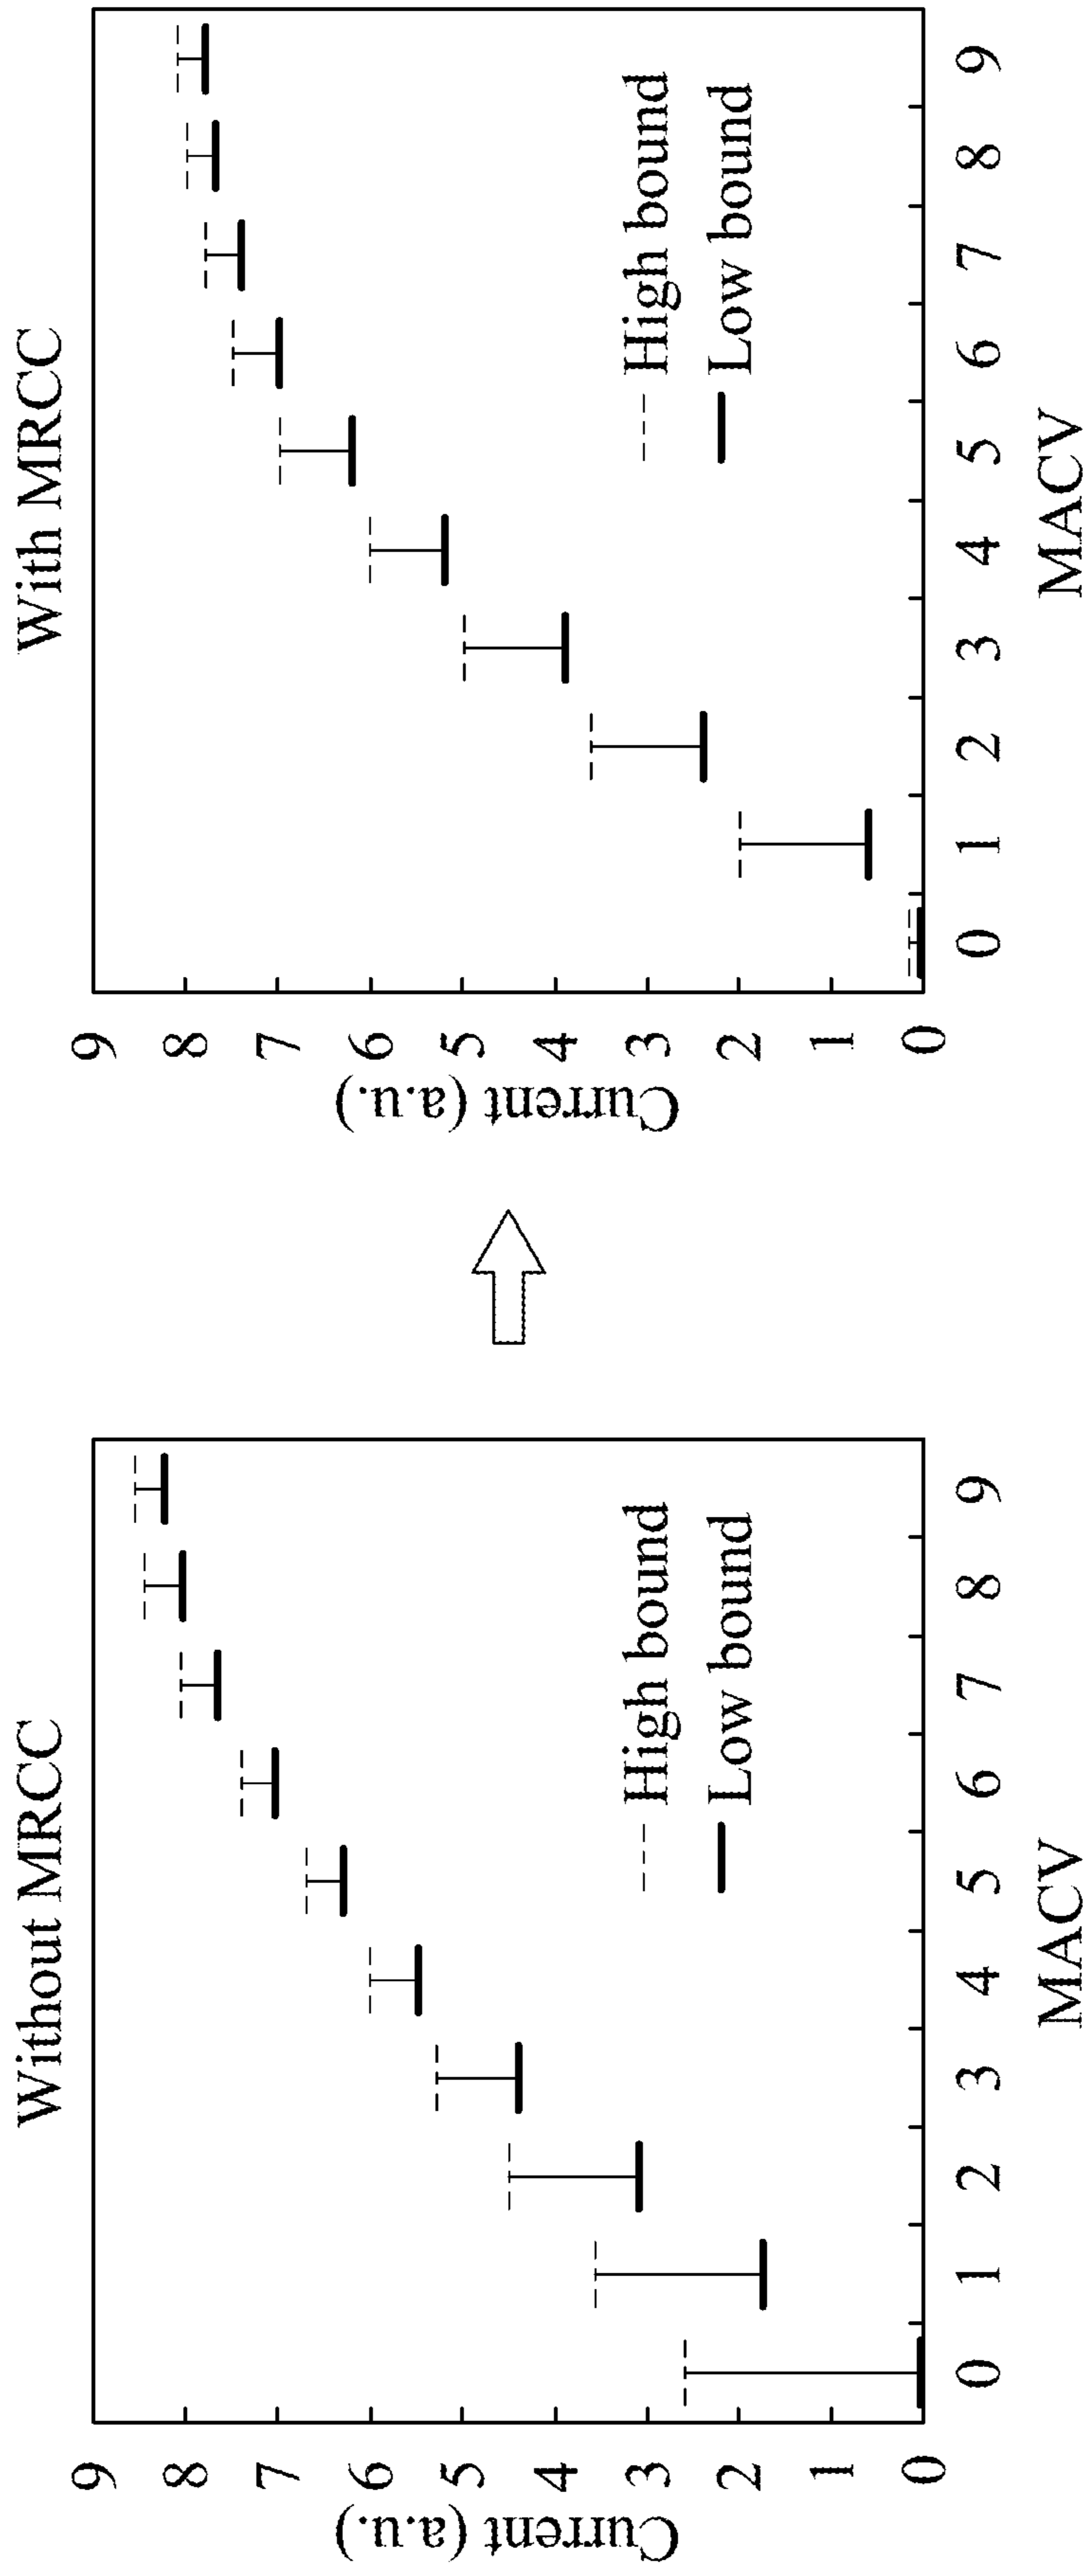 Without MRCC
9
8
7
6
5
4
3
2
1
0
Current (a.u.)
High bound
Low bound
0 1 2 3 4 5 6 7 8 9
MACV
With MRCC
9
8
7
6
5
4
3
2
1
0
Current (a.u.)
High bound
Low bound
0 1 2 3 4 5 6 7 8 9
MACV